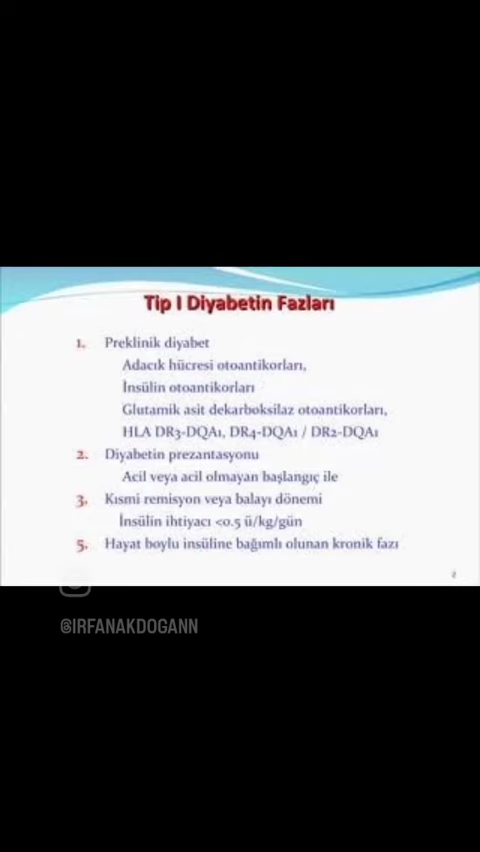 Tip I Diyabetin Fazları
1. Preklinik diyabet
Adacık hücresi otoantikorları,
İnsülin otoantikorları
Glutamik asit dekarboksilaz otoantikorları,
HLA DR3-DQA1, DR4-DQA1 / DR2-DQA1
2. Diyabetin prezantasyonu
Acil veya acil olmayan başlangıç ile
3. Kısmi remisyon veya balayı dönemi
İnsülin ihtiyacı <0.5 ü/kg/gün
5. Hayat boylu insüline bağımlı olunan kronik fazı
2
@IRFANAKDOGANN